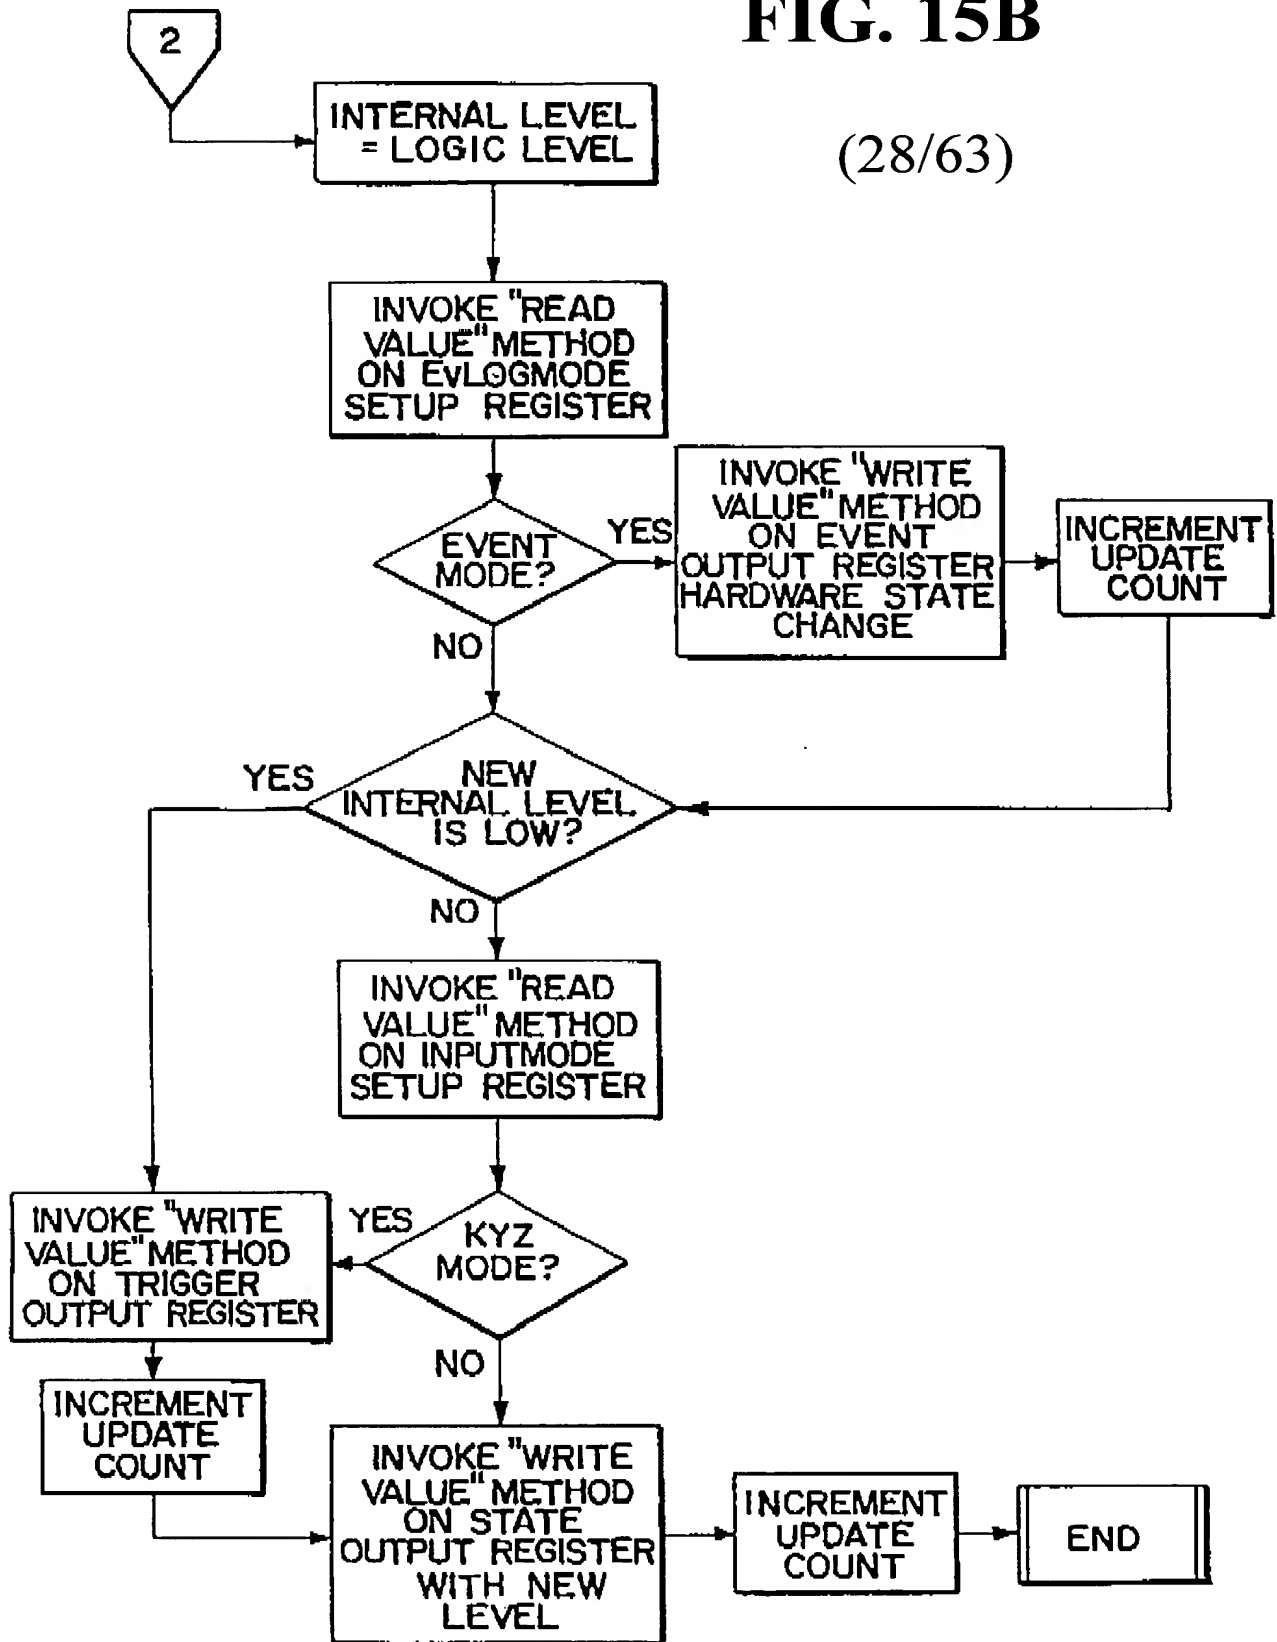 FIG. 15B
(28/63)
2
INTERNAL LEVEL
= LOGIC LEVEL
INVOKE "READ
VALUE" METHOD
ON EVLOGMODE
SETUP REGISTER
EVENT
MODE?
YES
INVOKE "WRITE
VALUE" METHOD
ON EVENT
OUTPUT REGISTER
HARDWARE STATE
CHANGE
INCREMENT
UPDATE
COUNT
NO
YES
NEW
INTERNAL LEVEL
IS LOW?
NO
INVOKE "READ
VALUE" METHOD
ON INPUTMODE
SETUP REGISTER
INVOKE "WRITE
VALUE" METHOD
ON TRIGGER
OUTPUT REGISTER
YES
KYZ
MODE?
NO
INCREMENT
UPDATE
COUNT
INVOKE "WRITE
VALUE" METHOD
ON STATE
OUTPUT REGISTER
WITH NEW
LEVEL
INCREMENT
UPDATE
COUNT
END